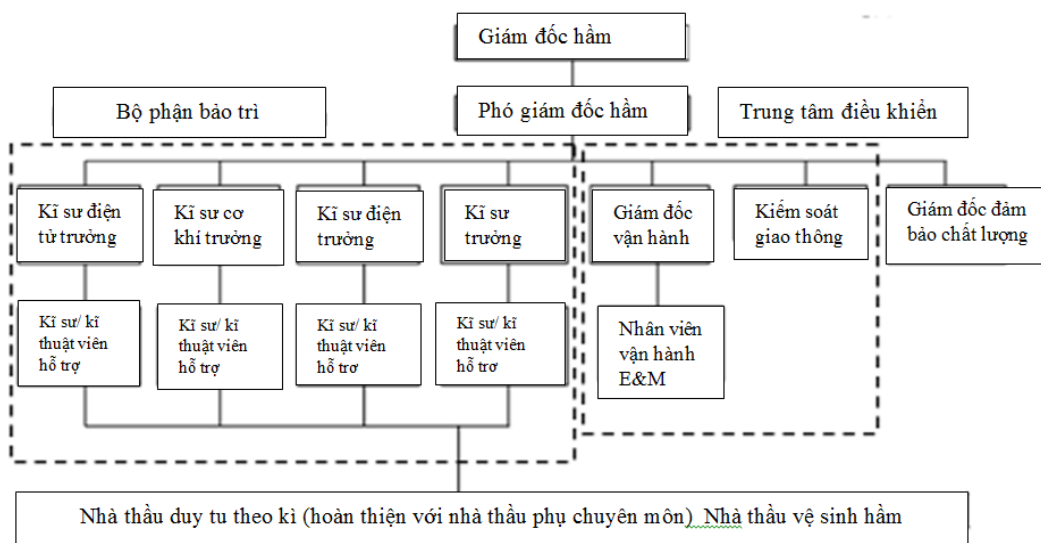 Giám đốc hầm
Bộ phận bảo trì
Phó giám đốc hầm
Trung tâm điều khiển
Kĩ sư điện
tử trưởng
Kĩ sư cơ
khí trưởng
Kĩ sư điện
trưởng
Kĩ sư
trưởng
Giám đốc
vận hành
Kiểm soát
giao thông
Giám đốc đảm
bảo chất lượng
Kĩ sư/ kĩ
thuật viên
hỗ trợ
Kĩ sư/ kĩ
thuật viên
hỗ trợ
Kĩ sư/ kĩ
thuật viên
hỗ trợ
Kĩ sư/ kĩ
thuật viên
hỗ trợ
Nhân viên
vận hành
E&M
Nhà thầu duy tu theo kì (hoàn thiện với nhà thầu phụ chuyên môn) Nhà thầu vệ sinh hầm